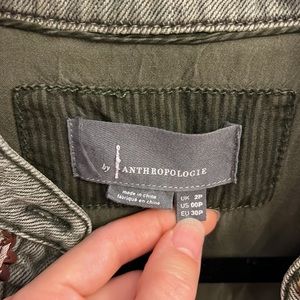 by ANTHROPOLOGIE
made in china
fabriqué en chine
UK 2P
US 00P
EU 30P